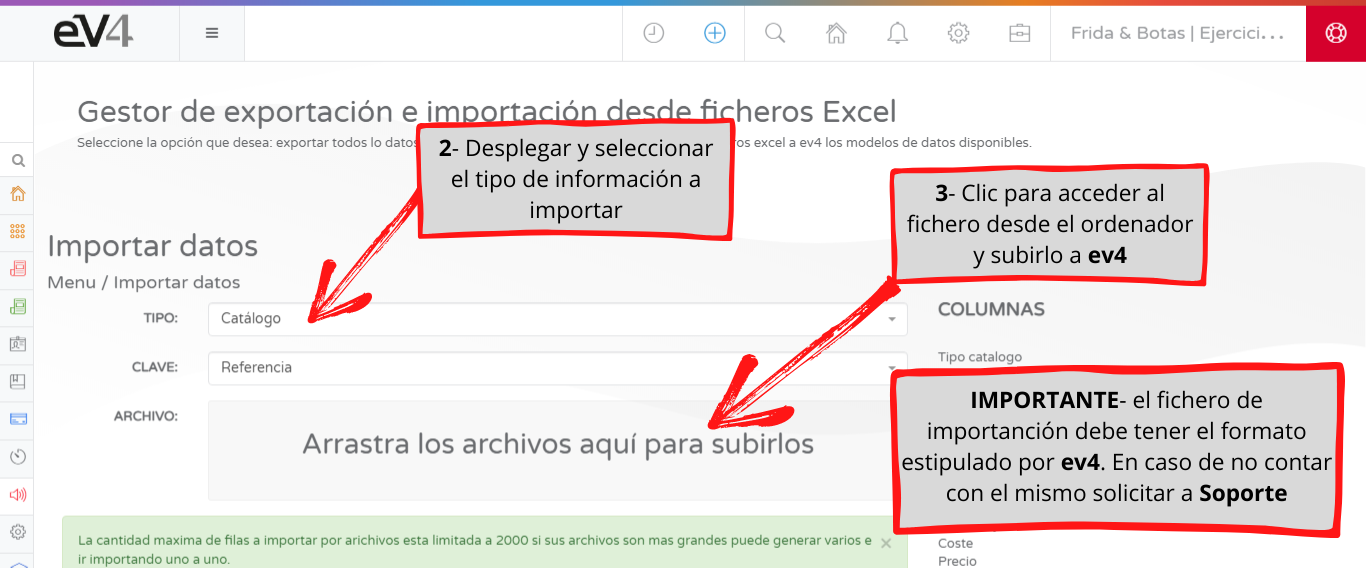 eV4
Frida & Botas | Ejercici...
Gestor de exportación e importación desde ficheros Excel
Seleccione la opción que desea: exportar todos lo datos
os excel a ev4 los modelos de datos disponibles.
2- Desplegar y seleccionar
el tipo de información a
importar
3- Clic para acceder al
fichero desde el ordenador
y subirlo a ev4
Importar datos
Menu / Importar datos
TIPO:
Catálogo
CLAVE:
Referencia
ARCHIVO:
Arrastra los archivos aquí para subirlos
COLUMNAS
Tipo catalogo
IMPORTANTE- el fichero de
importanción debe tener el formato
estipulado por ev4. En caso de no contar
con el mismo solicitar a Soporte
Coste
Precio
La cantidad maxima de filas a importar por arichivos esta limitada a 2000 si sus archivos son mas grandes puede generar varios e
ir importando uno a uno.